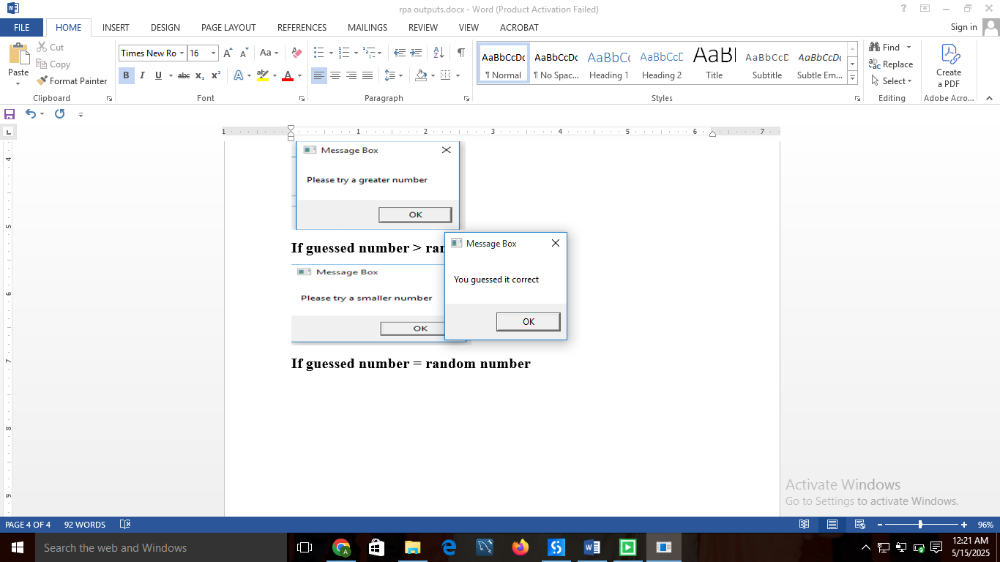 rpa outputs.docx - Word (Product Activation Failed)
FILE HOME INSERT DESIGN PAGE LAYOUT REFERENCES MAILINGS REVIEW VIEW ACROBAT Sign in
Paste
Cut
Copy
Format Painter
Clipboard
Times New Ro 16
Font
Paragraph
AaBbCcDc AaBbCcDc AaBbCc AaBbCcD AaBl AaBbCcD AaBbCcDc
¶ Normal ¶ No Spac... Heading 1 Heading 2 Title Subtitle Subtle Em...
Styles
Find
Replace
Select
Editing
Create
a PDF
Adobe Acro...
1 1 2 3 4 5 6 7
4
5
6
7
8
9
Message Box
Please try a greater number
OK
If guessed number > ran
Message Box
Please try a smaller number
OK
Message Box
You guessed it correct
OK
If guessed number = random number
Activate Windows
Go to Settings to activate Windows.
PAGE 4 OF 4 92 WORDS 96%
Search the web and Windows
12:21 AM
5/15/2025